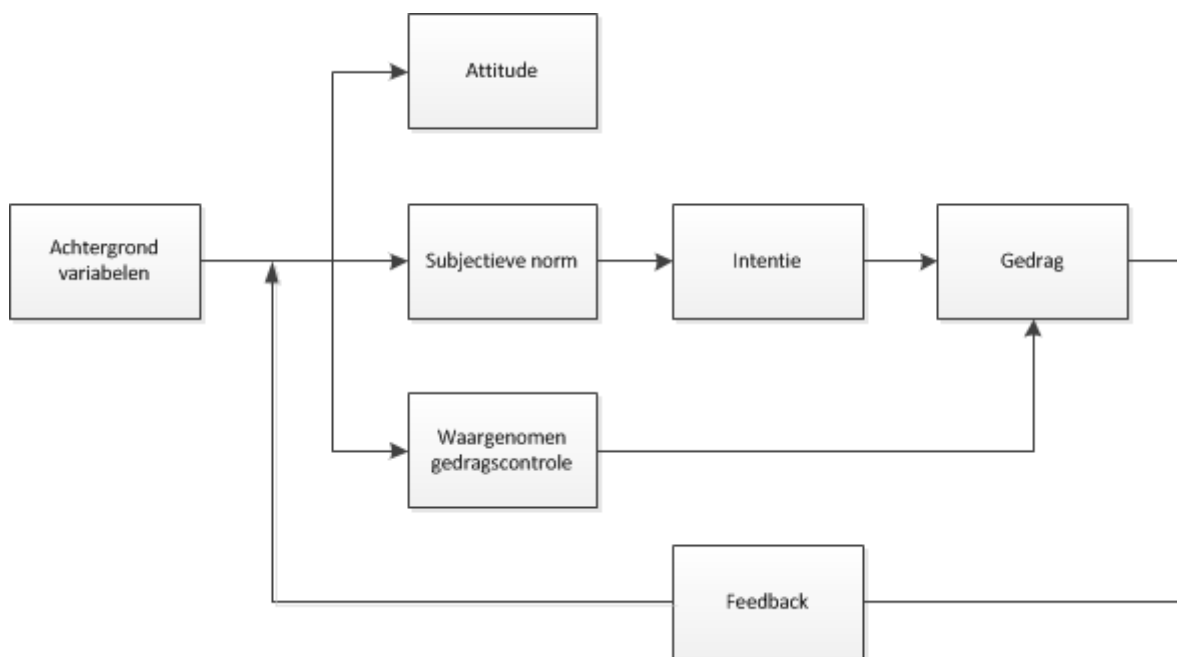 Attitude
Achtergrond
variabelen
Subjectieve norm
Intentie
Gedrag
Waargenomen
gedragscontrole
Feedback